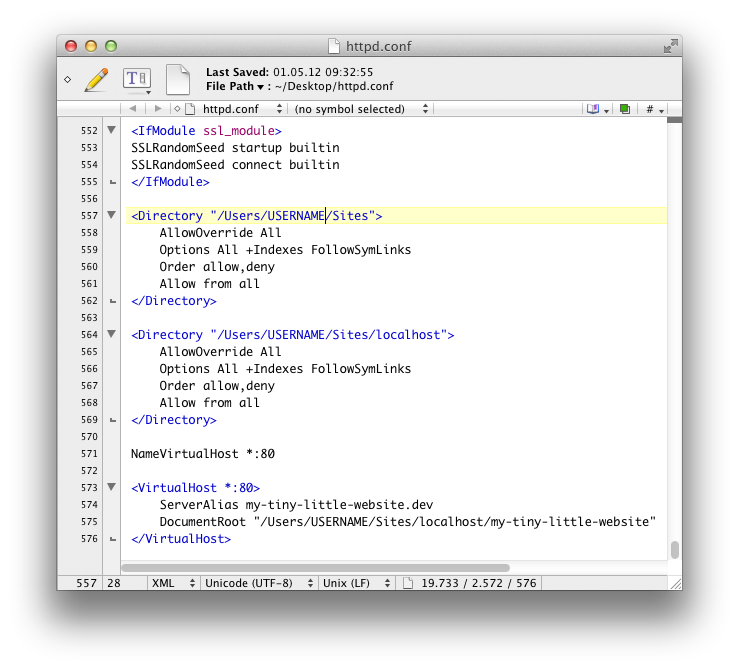 httpd.conf
Last Saved: 01.05.12 09:32:55
File Path : ~/Desktop/httpd.conf
httpd.conf (no symbol selected) #
552 <IfModule ssl_module>
553 SSLRandomSeed startup builtin
554 SSLRandomSeed connect builtin
555 </IfModule>
556
557 <Directory "/Users/USERNAME/Sites">
558     AllowOverride All
559     Options All +Indexes FollowSymLinks
560     Order allow,deny
561     Allow from all
562 </Directory>
563
564 <Directory "/Users/USERNAME/Sites/localhost">
565     AllowOverride All
566     Options All +Indexes FollowSymLinks
567     Order allow,deny
568     Allow from all
569 </Directory>
570
571 NameVirtualHost *:80
572
573 <VirtualHost *:80>
574     ServerAlias my-tiny-little-website.dev
575     DocumentRoot "/Users/USERNAME/Sites/localhost/my-tiny-little-website"
576 </VirtualHost>
557 28 XML Unicode (UTF-8) Unix (LF) 19.733 / 2.572 / 576